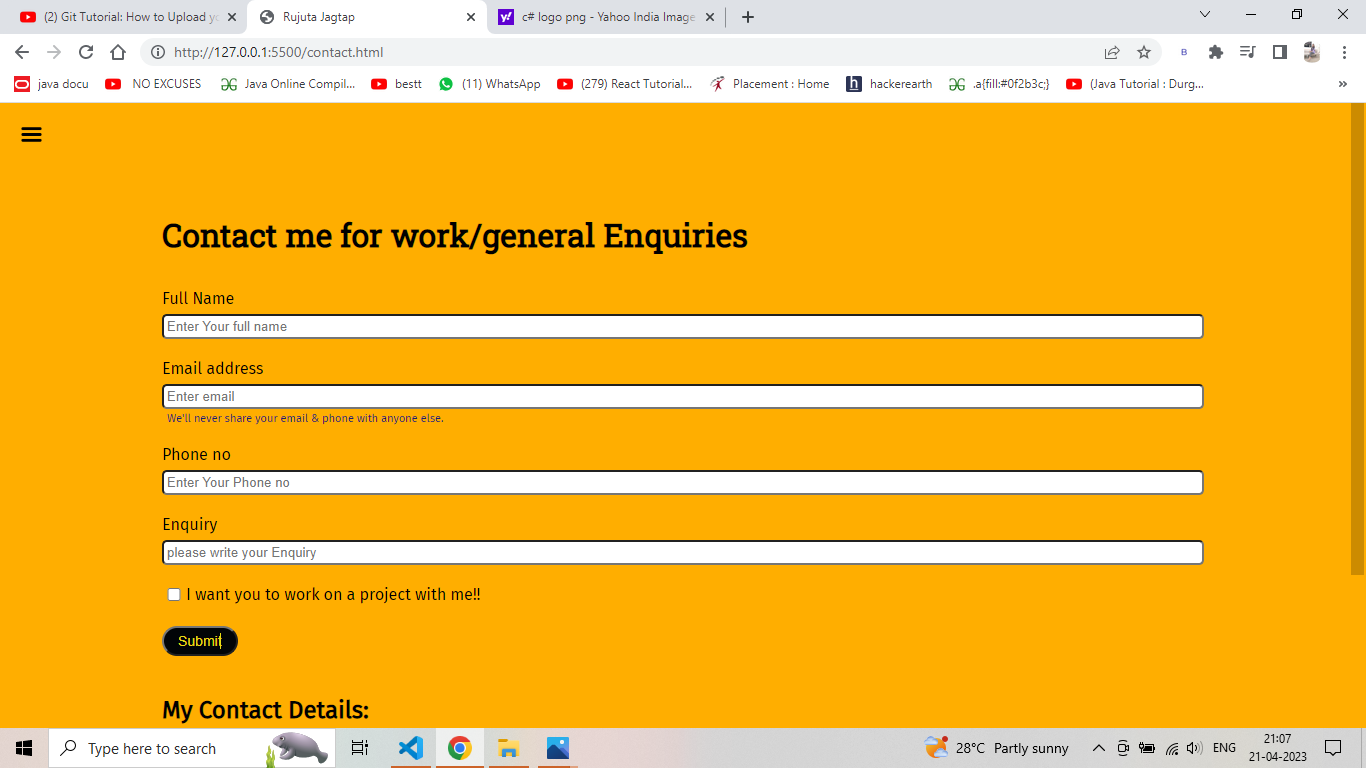 (2) Git Tutorial: How to Upload yo
Rujuta Jagtap
c# logo png - Yahoo India Image
http://127.0.0.1:5500/contact.html
java docu
NO EXCUSES
Java Online Compil...
bestt
(11) WhatsApp
(279) React Tutorial...
Placement : Home
hackerearth
.a{fill:#0f2b3c;}
(Java Tutorial : Durg...
Contact me for work/general Enquiries
Full Name
Enter Your full name
Email address
Enter email
We'll never share your email & phone with anyone else.
Phone no
Enter Your Phone no
Enquiry
please write your Enquiry
I want you to work on a project with me!!
Submit
My Contact Details:
Type here to search
28°C Partly sunny
ENG
21:07
21-04-2023